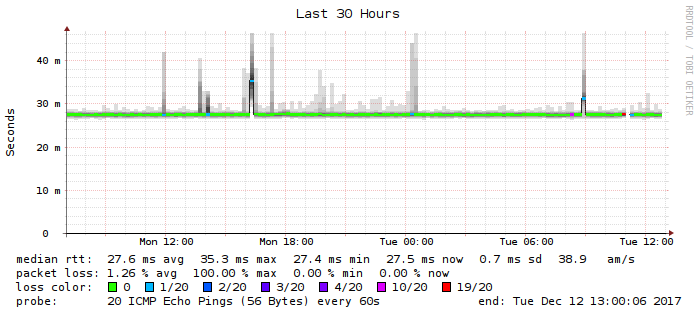 Last 30 Hours
RRDTOOL / TOBI OETIKER
Seconds
40 m
30 m
20 m
10 m
0
Mon 12:00 Mon 18:00 Tue 00:00 Tue 06:00 Tue 12:00
median rtt: 27.6 ms avg 35.3 ms max 27.4 ms min 27.5 ms now 0.7 ms sd 38.9 am/s
packet loss: 1.26 % avg 100.00 % max 0.00 % min 0.00 % now
loss color: 0 1/20 2/20 3/20 4/20 10/20 19/20
probe: 20 ICMP Echo Pings (56 Bytes) every 60s end: Tue Dec 12 13:00:06 2017